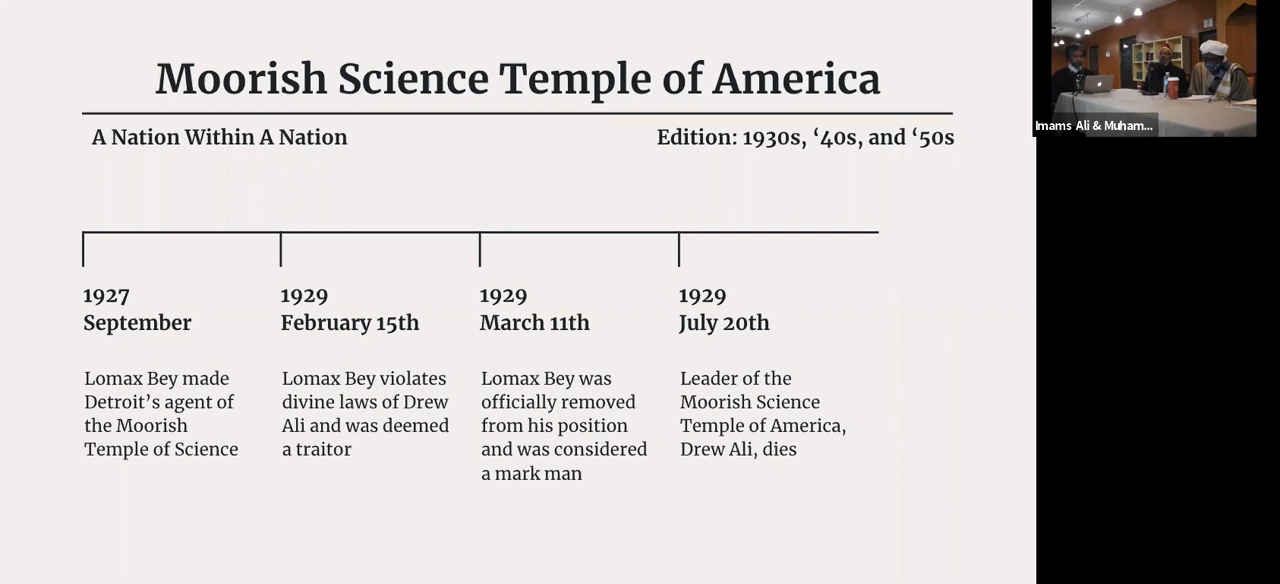 Moorish Science Temple of America
A Nation Within A Nation
Edition: 1930s, ‘40s, and ‘50s
1927
September
Lomax Bey made
Detroit’s agent of
the Moorish
Temple of Science
1929
February 15th
Lomax Bey violates
divine laws of Drew
Ali and was deemed
a traitor
1929
March 11th
Lomax Bey was
officially removed
from his position
and was considered
a mark man
1929
July 20th
Leader of the
Moorish Science
Temple of America,
Drew Ali, dies
Imams Ali & Muham...